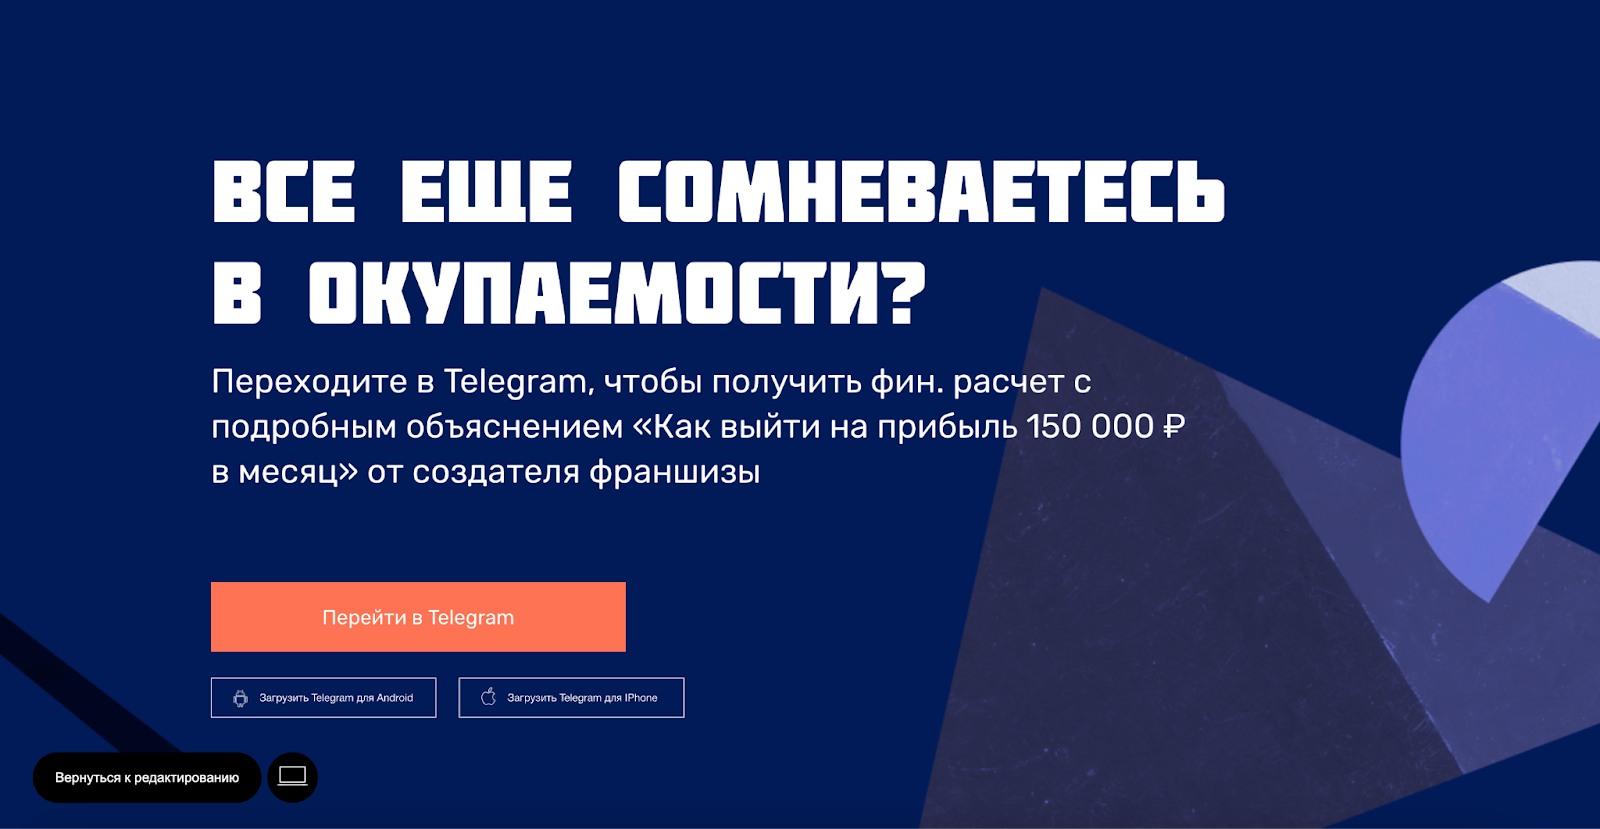 ВСЕ ЕЩЕ СОМНЕВАЕТЕСЬ
В ОКУПАЕМОСТИ?
Переходите в Telegram, чтобы получить фин. расчет с
подробным объяснением «Как выйти на прибыль 150 000 ₽
в месяц» от создателя франшизы
Перейти в Telegram
Загрузить Telegram для Android
Загрузить Telegram для IPhone
Вернуться к редактированию